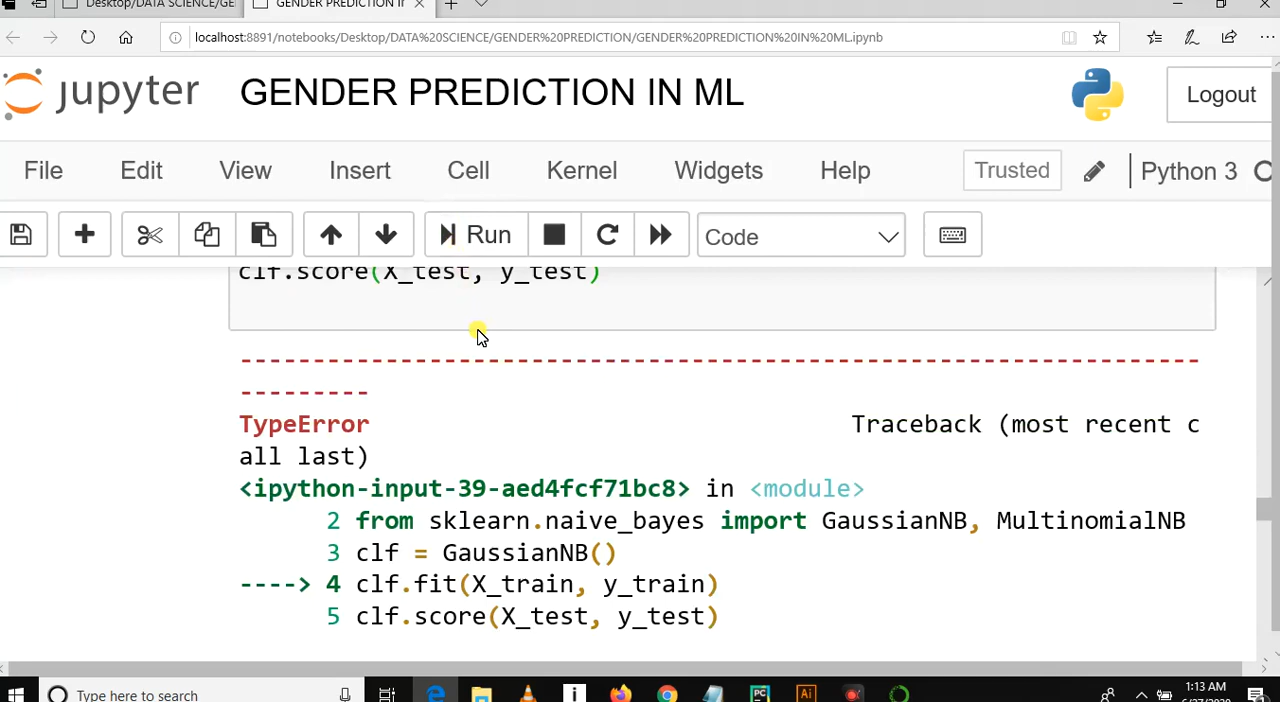 Desktop/DATA SCIENCE/GE
GENDER PREDICTION IN
localhost:8891/notebooks/Desktop/DATA%20SCIENCE/GENDER%20PREDICTION/GENDER%20PREDICTION%20IN%20ML.ipynb
jupyter
GENDER PREDICTION IN ML
Logout
File Edit View Insert Cell Kernel Widgets Help
Trusted
Python 3
Run
Code
clf.score(X_test, y_test)
--------------------------------------------------------------------
---------
TypeError Traceback (most recent c
all last)
<ipython-input-39-aed4fcf71bc8> in <module>
2 from sklearn.naive_bayes import GaussianNB, MultinomialNB
3 clf = GaussianNB()
----> 4 clf.fit(X_train, y_train)
5 clf.score(X_test, y_test)
Type here to search
PC
Ai
1:13 AM